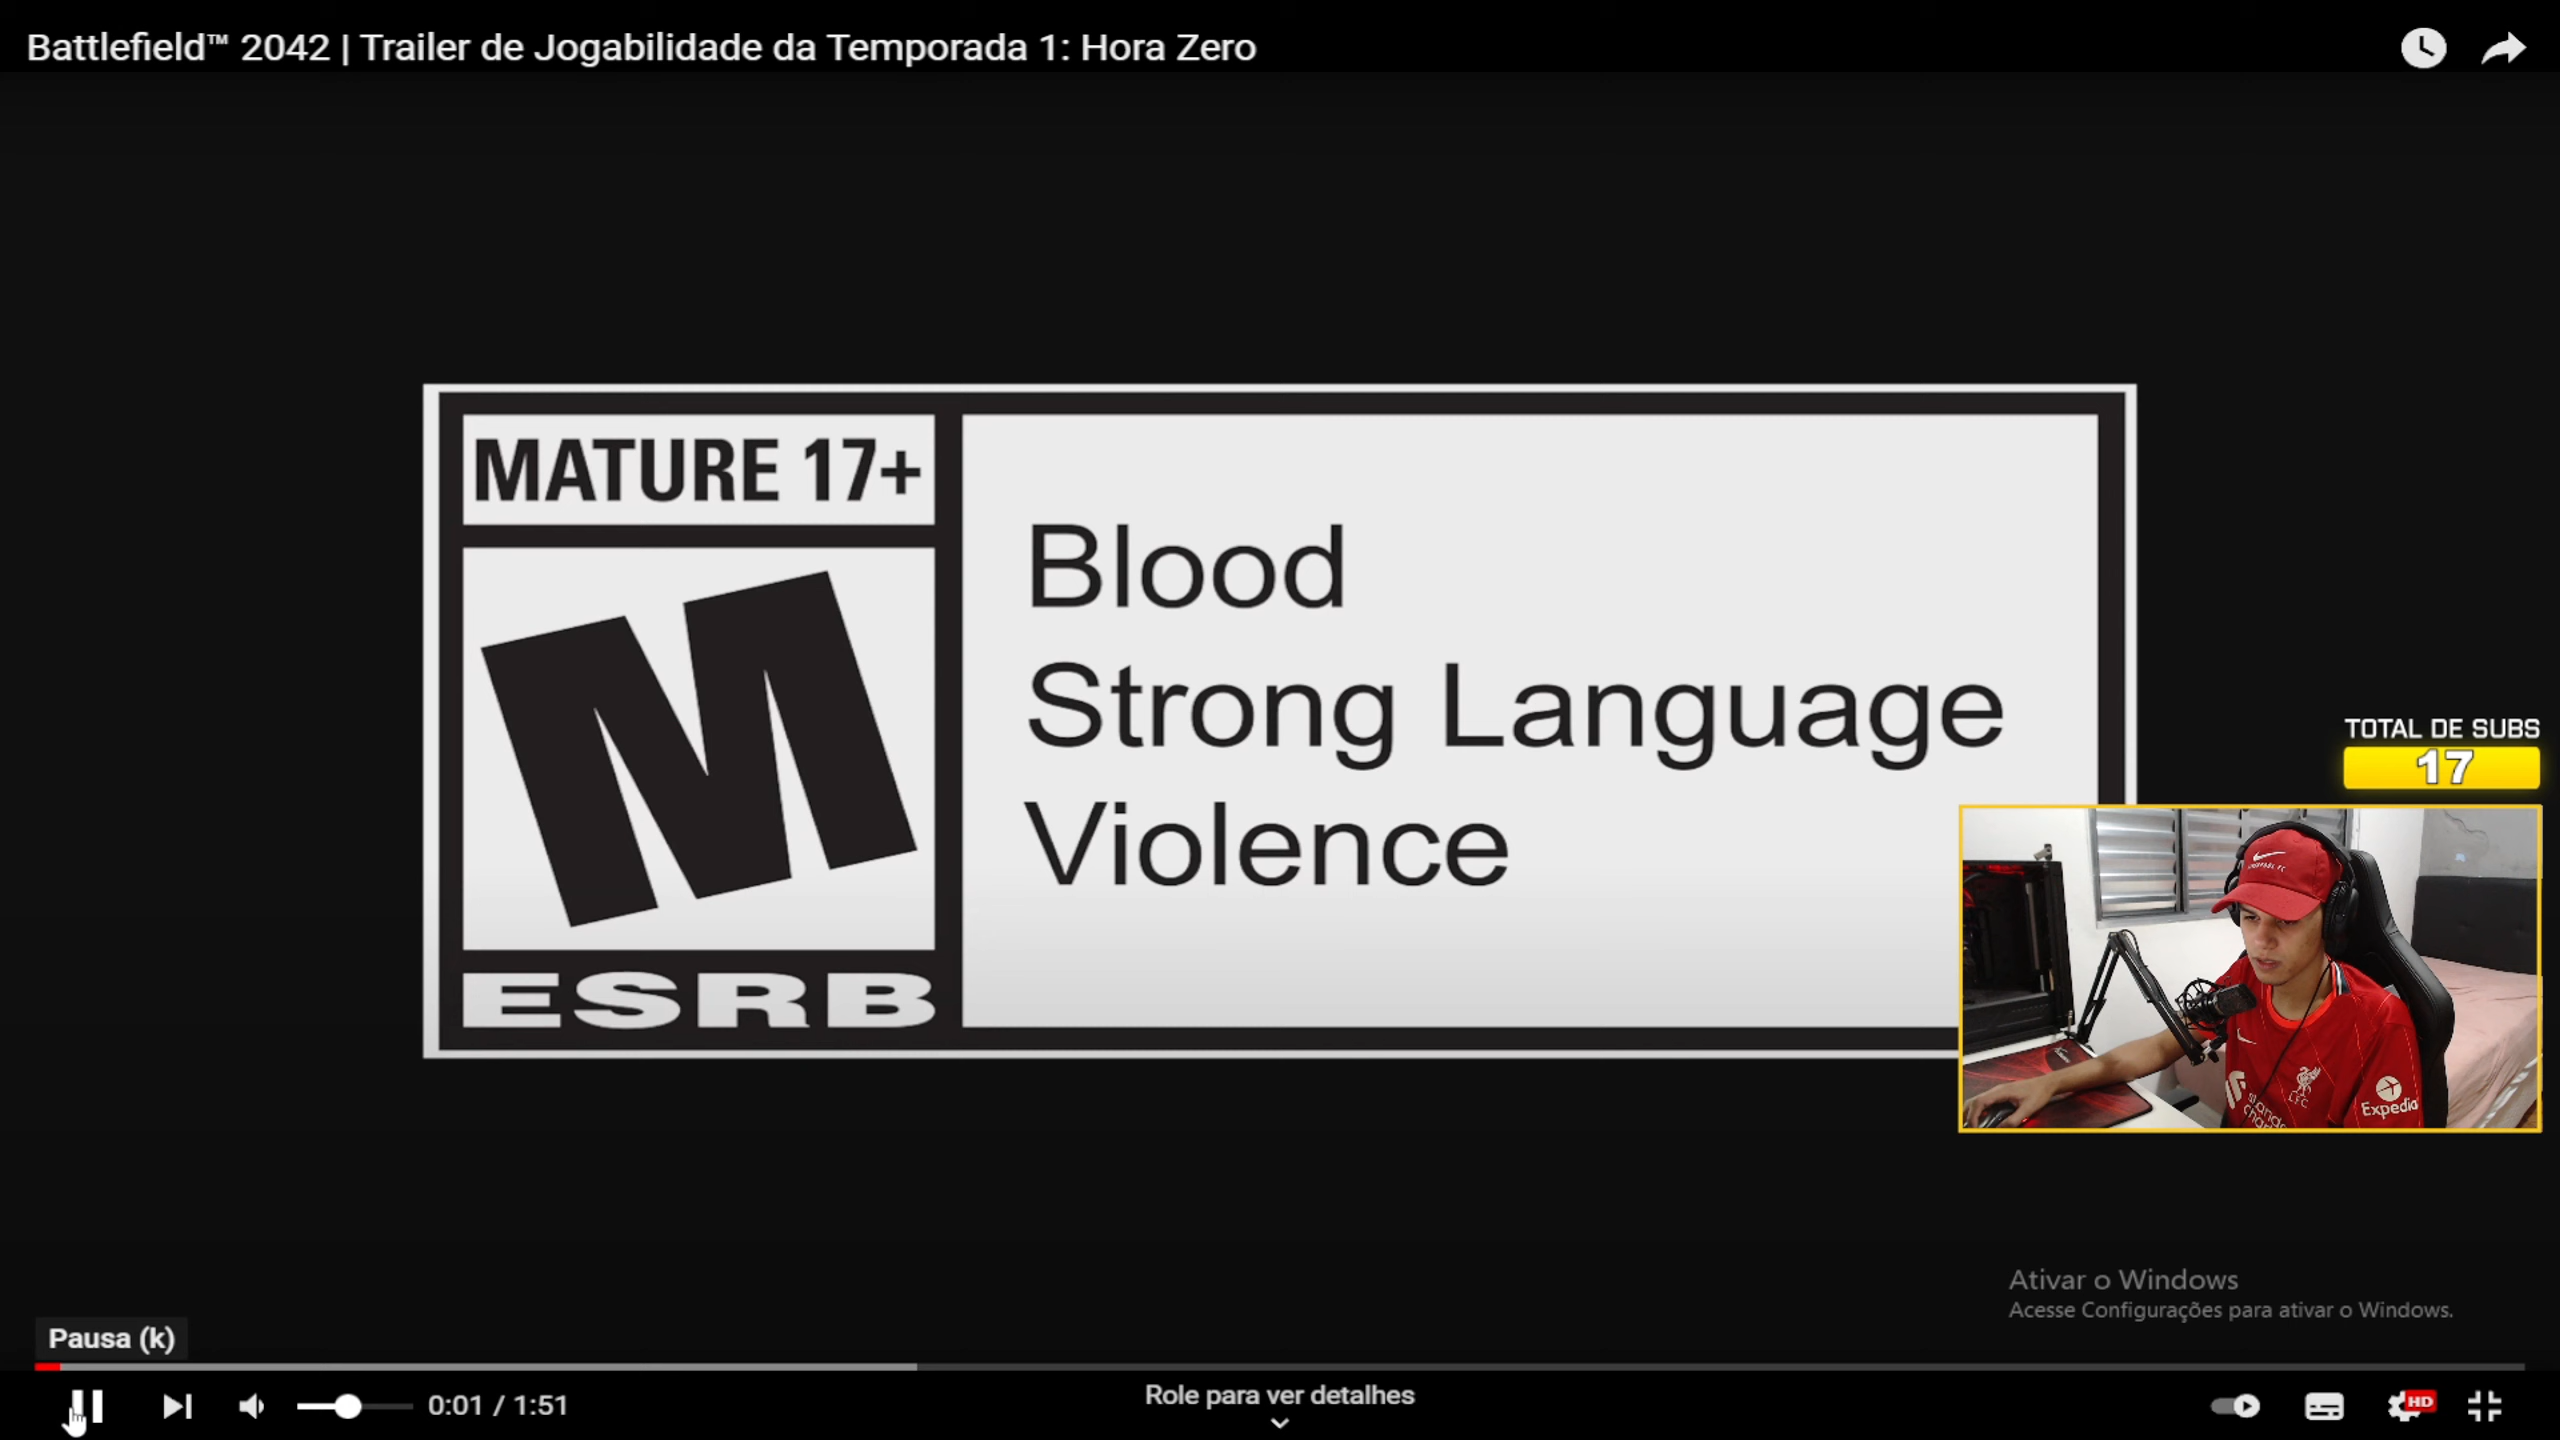 Battlefield™ 2042 | Trailer de Jogabilidade da Temporada 1: Hora Zero
MATURE 17+
M
ESRB
Blood
Strong Language
Violence
TOTAL DE SUBS
17
LFC
Expedia
Ativar o Windows
Acesse Configurações para ativar o Windows.
Pausa (k)
0:01 / 1:51
Role para ver detalhes
HD